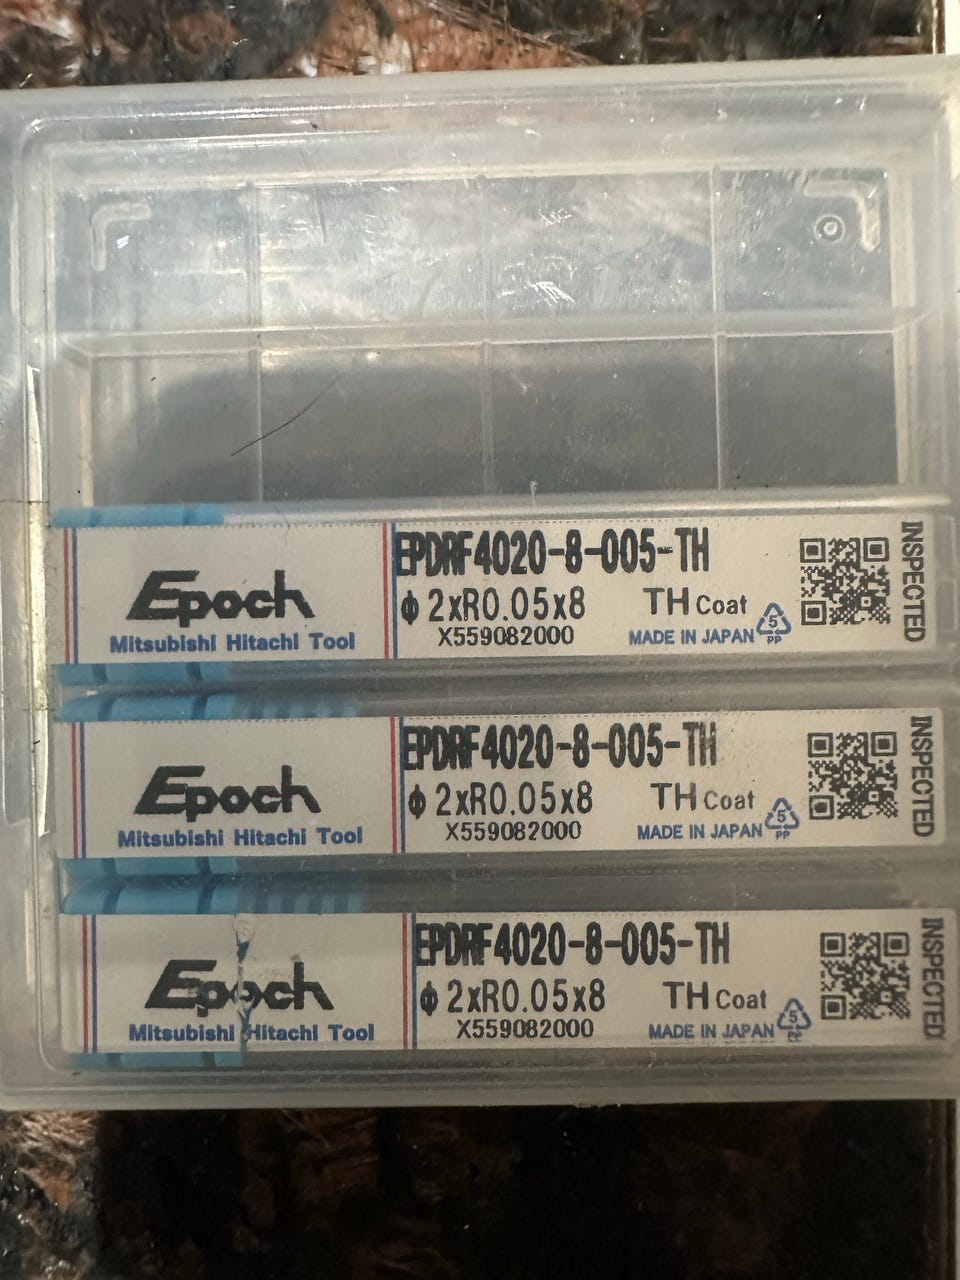 EPDRF4020-8-005-TH
Epoch
ϕ 2xR0.05x8
TH Coat
Mitsubishi Hitachi Tool
X559082000
MADE IN JAPAN
5
PP
INSPECTED
EPDRF4020-8-005-TH
Epoch
ϕ 2xR0.05x8
TH Coat
Mitsubishi Hitachi Tool
X559082000
MADE IN JAPAN
5
PP
INSPECTED
EPDRF4020-8-005-TH
Epoch
ϕ 2xR0.05x8
TH Coat
Mitsubishi Hitachi Tool
X559082000
MADE IN JAPAN
5
PP
INSPECTED